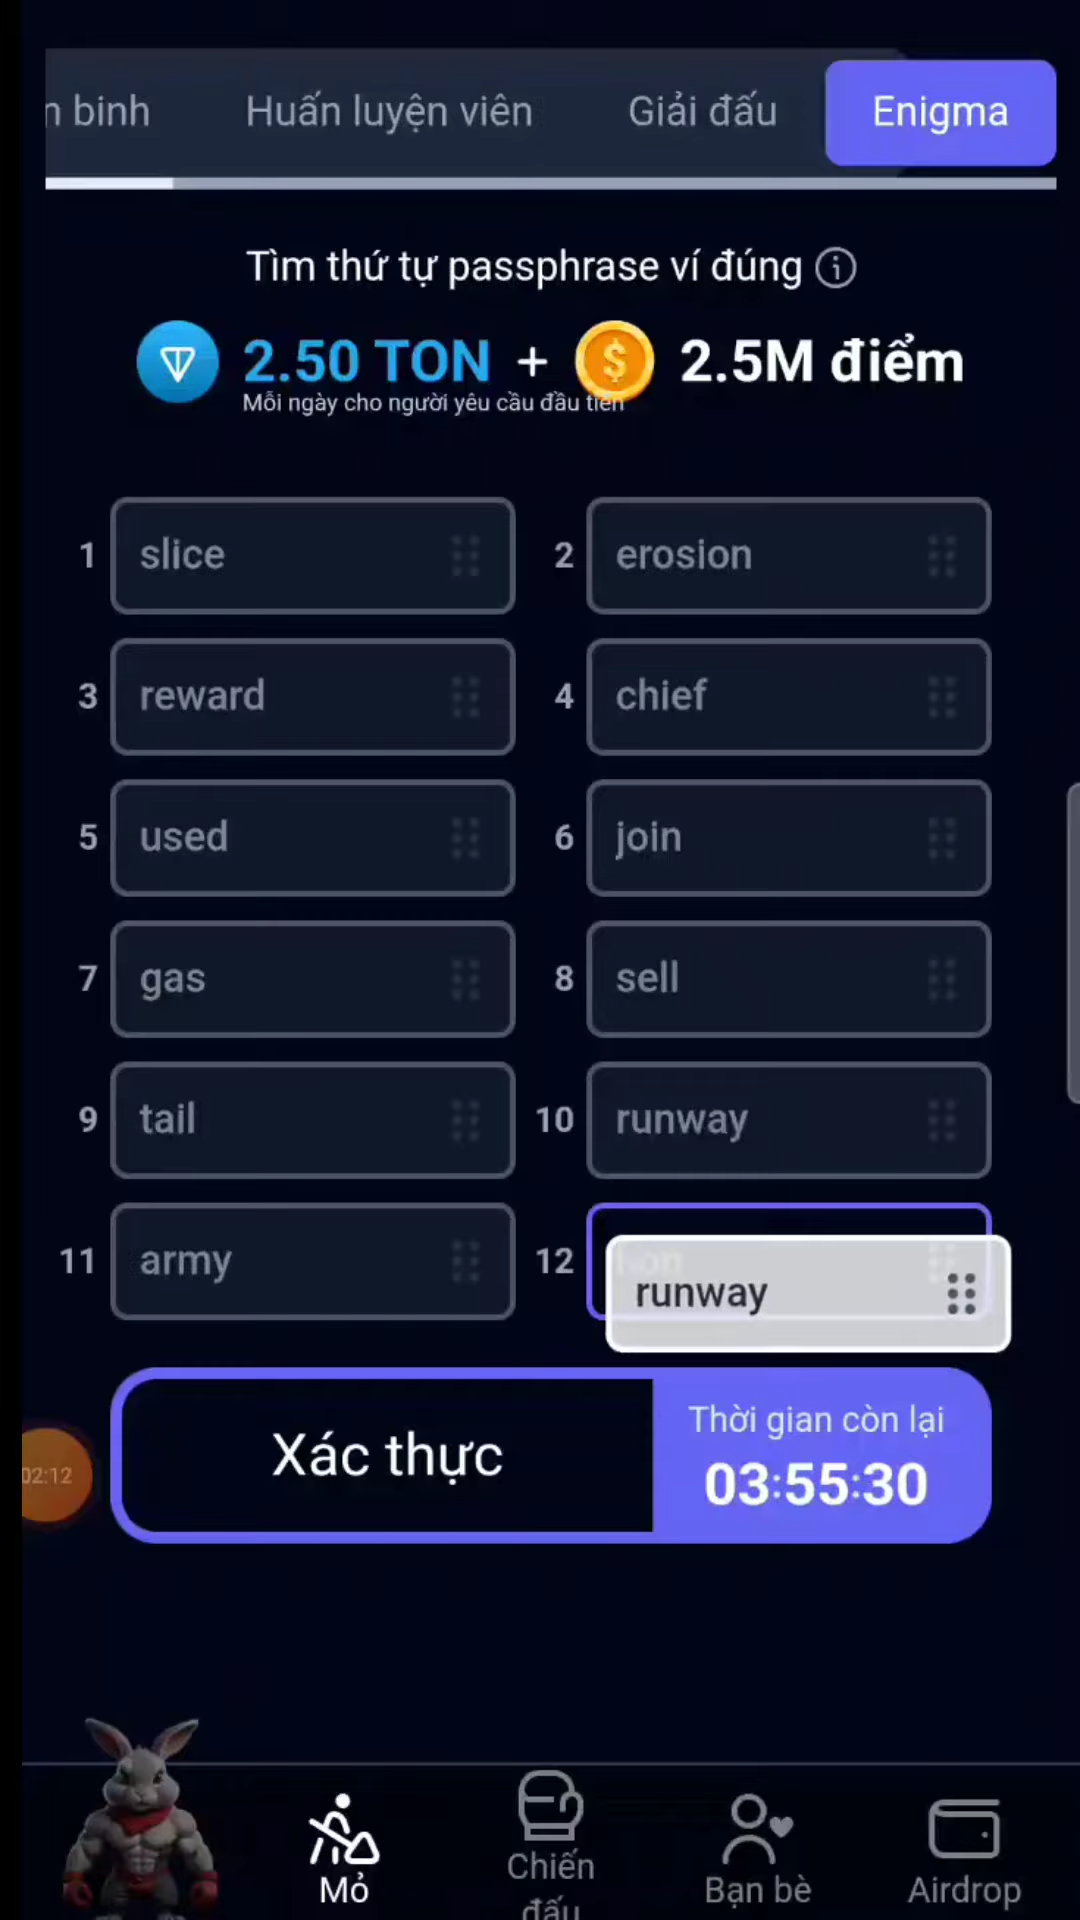 binh
Huấn luyện viên
Giải đấu
Enigma
Tìm thứ tự passphrase ví đúng
2.50 TON + 2.5M điểm
Mỗi ngày cho người yêu cầu đầu tiên
1 slice
2 erosion
3 reward
4 chief
5 used
6 join
7 gas
8 sell
9 tail
10 runway
11 army
12
runway
Xác thực
Thời gian còn lại
03:55:30
02:12
Mỏ
Chiến
đấu
Bạn bè
Airdrop